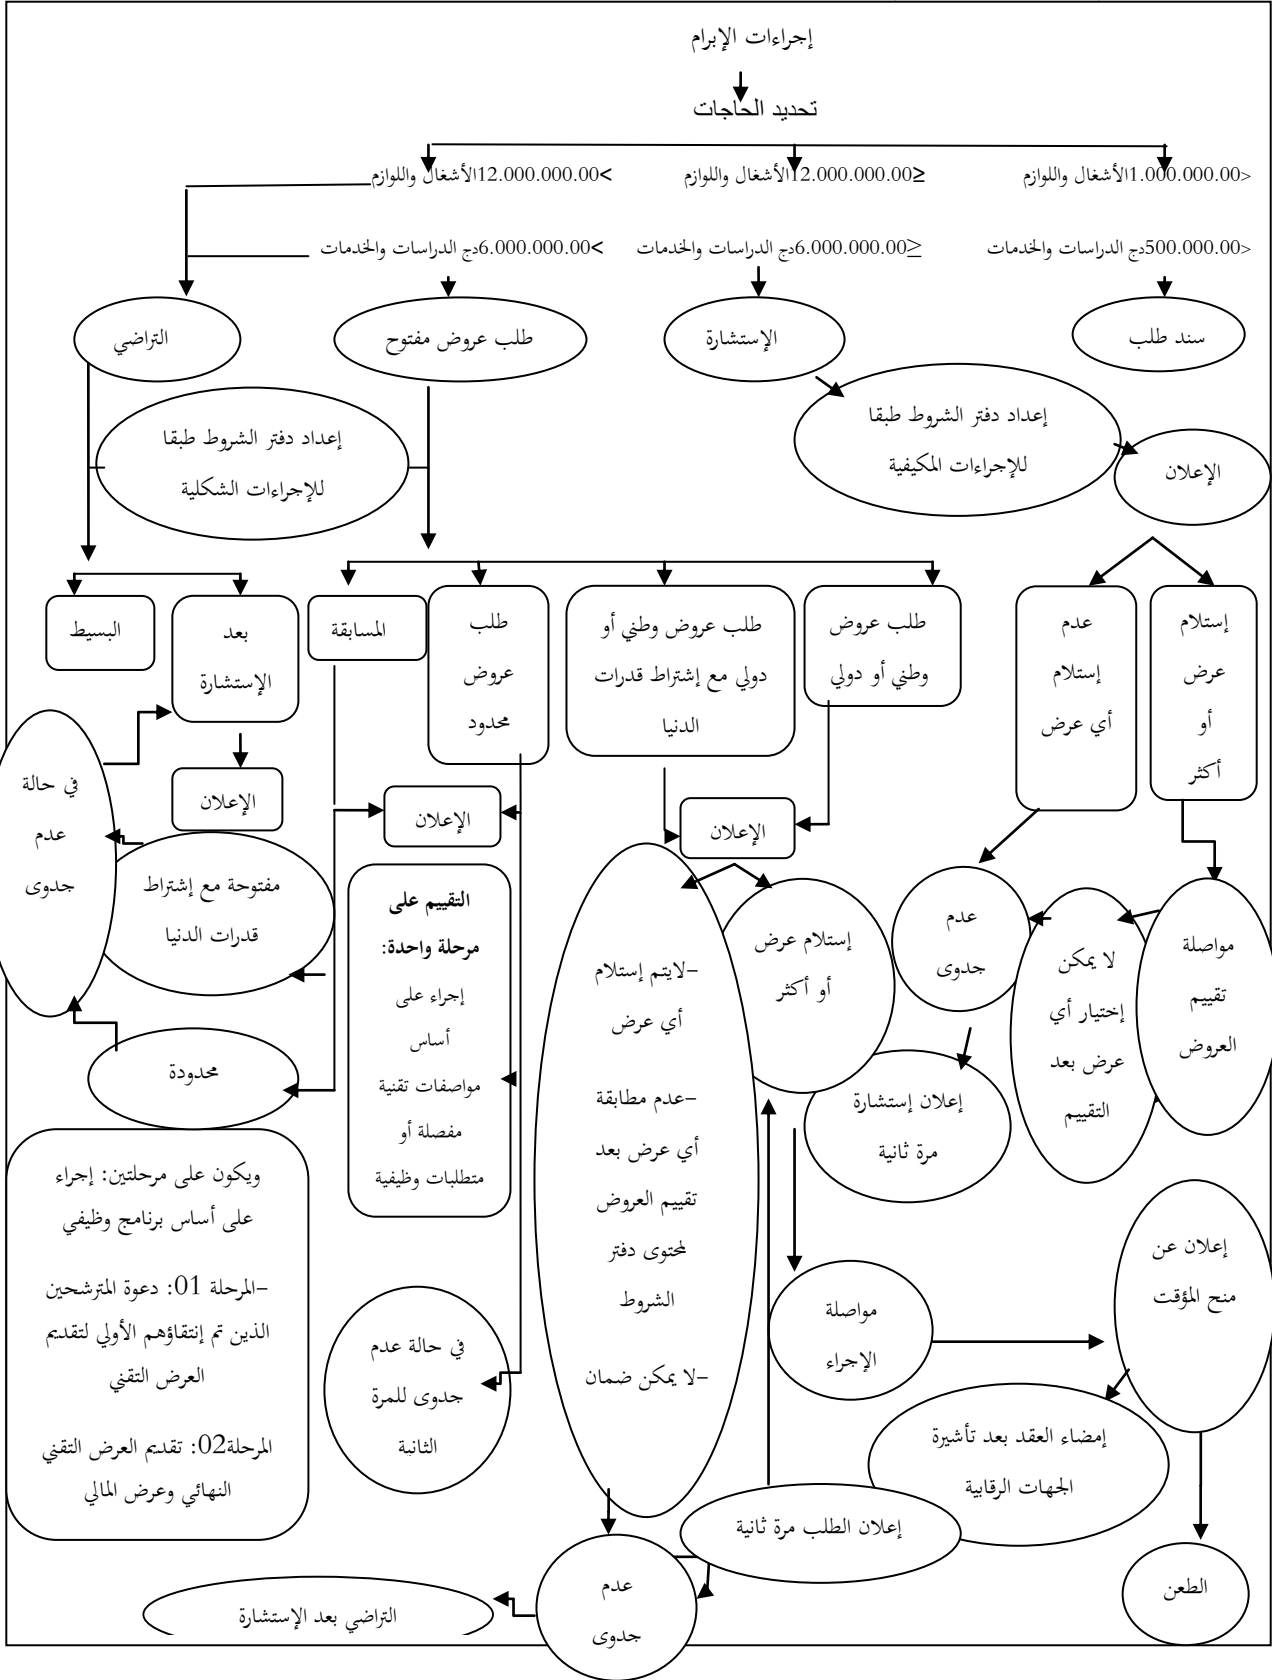 إجراءات الإبرام
تحديد الحاجات
<1.000.000.00الأشغال واللوازم
≥12.000.000.00الأشغال واللوازم
>12.000.000.00الأشغال واللوازم
<500.000.00دج الدراسات والخدمات
≥6.000.000.00دج الدراسات والخدمات
>6.000.000.00دج الدراسات والخدمات
سند طلب
الإستشارة
طلب عروض مفتوح
التراضي
إعداد دفتر الشروط طبقا
للإجراءات المكيفية
الإعلان
إعداد دفتر الشروط طبقا
للإجراءات الشكلية
إستلام
عرض
أو
أكثر
عدم
إستلام
أي عرض
طلب عروض
وطني أو دولي
طلب عروض وطني أو
دولي مع إشتراط قدرات
الدنيا
طلب
عروض
محدود
المسابقة
بعد
الإستشارة
البسيط
الإعلان
الإعلان
الإعلان
في حالة
عدم
جدوى
مفتوحة مع إشتراط
قدرات الدنيا
محدودة
التقييم على
مرحلة واحدة:
إجراء على
أساس
مواصفات تقنية
مفصلة أو
متطلبات وظيفية
-لايتم إستلام
أي عرض
-عدم مطابقة
أي عرض بعد
تقييم العروض
لمحتوى دفتر
الشروط
-لا يمكن ضمان
إستلام عرض
أو أكثر
عدم
جدوى
لا يمكن
إختيار أي
عرض بعد
التقييم
مواصلة
تقييم
العروض
إعلان إستشارة
مرة ثانية
ويكون على مرحلتين: إجراء
على أساس برنامج وظيفي
-المرحلة 01: دعوة المترشحين
الذين تم إنتقاؤهم الأولي لتقديم
العرض التقني
المرحلة02: تقديم العرض التقني
النهائي وعرض المالي
في حالة عدم
جدوى للمرة
الثانية
مواصلة
الإجراء
إعلان عن
منح المؤقت
إمضاء العقد بعد تأشيرة
الجهات الرقابية
إعلان الطلب مرة ثانية
الطعن
عدم
جدوى
التراضي بعد الإستشارة